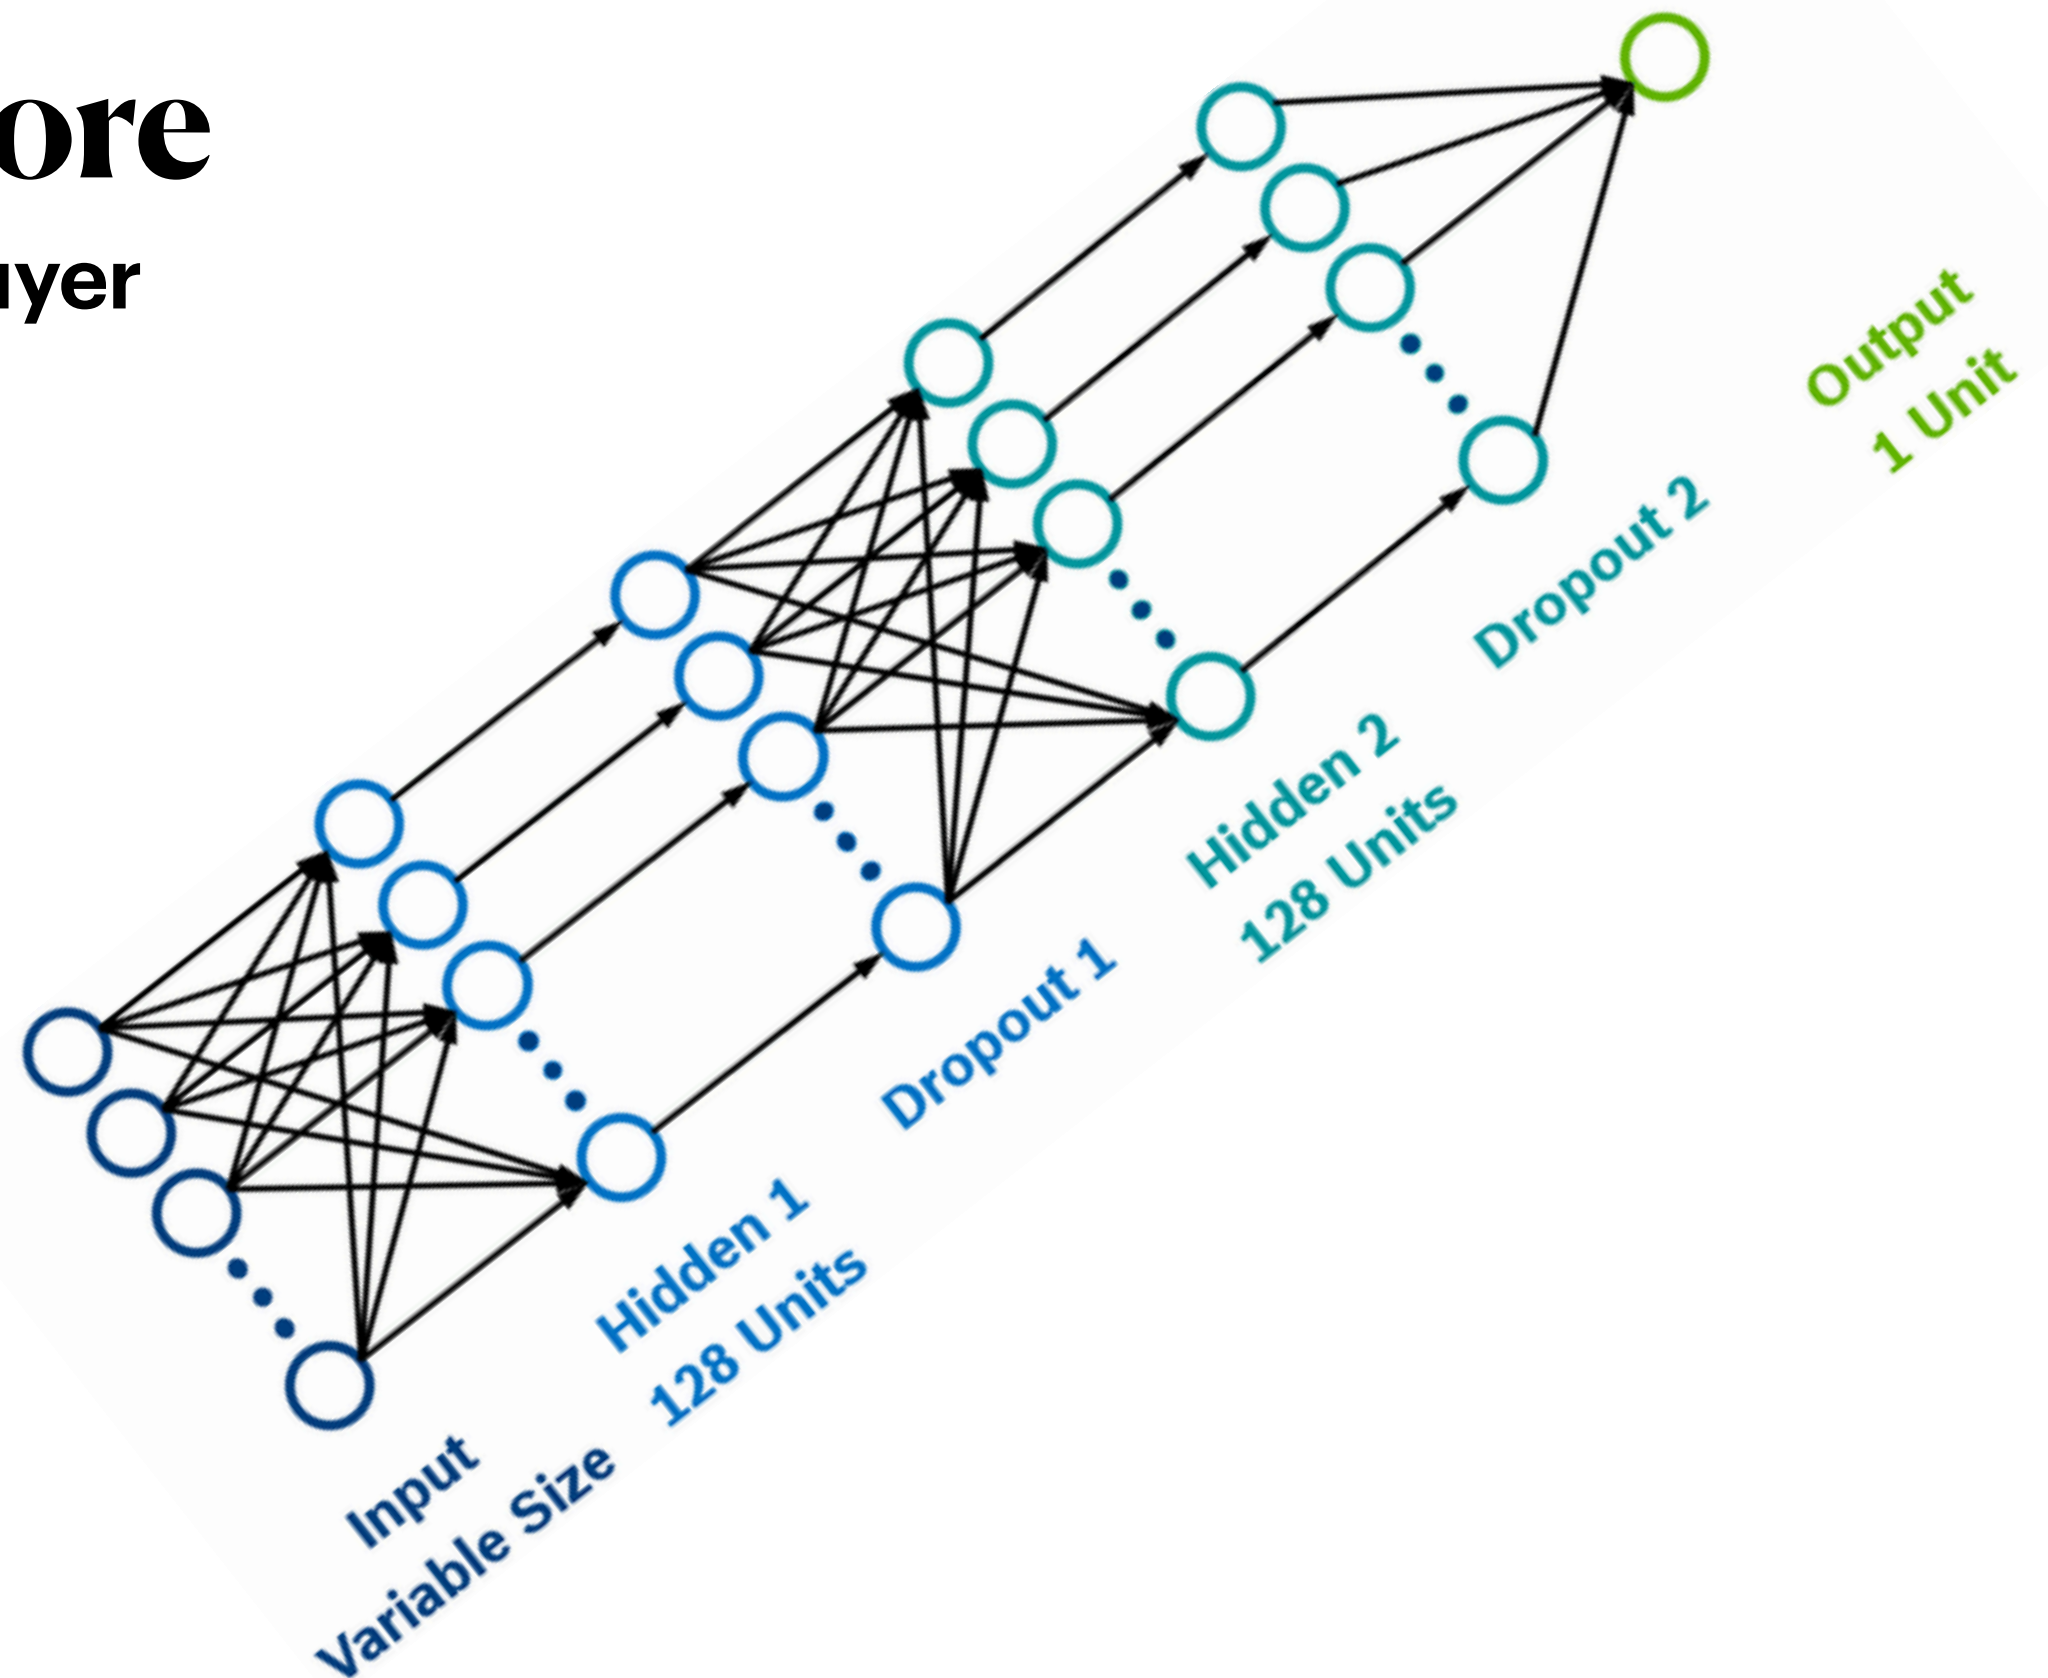 ore
yer
Input
Variable Size
Hidden 1
128 Units
Dropout 1
Hidden 2
128 Units
Dropout 2
Output
1 Unit